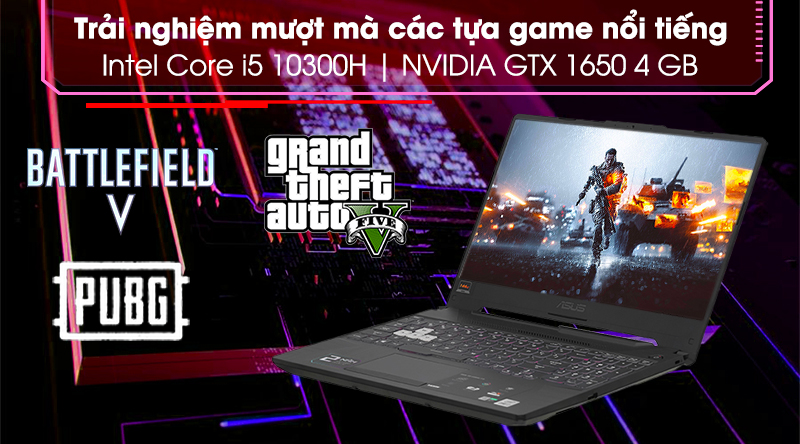 Trải nghiệm mượt mà các tựa game nổi tiếng
Intel Core i5 10300H | NVIDIA GTX 1650 4 GB
BATTLEFIELD™
V
grand
theft
auto
FIVE
PUBG
ASUS